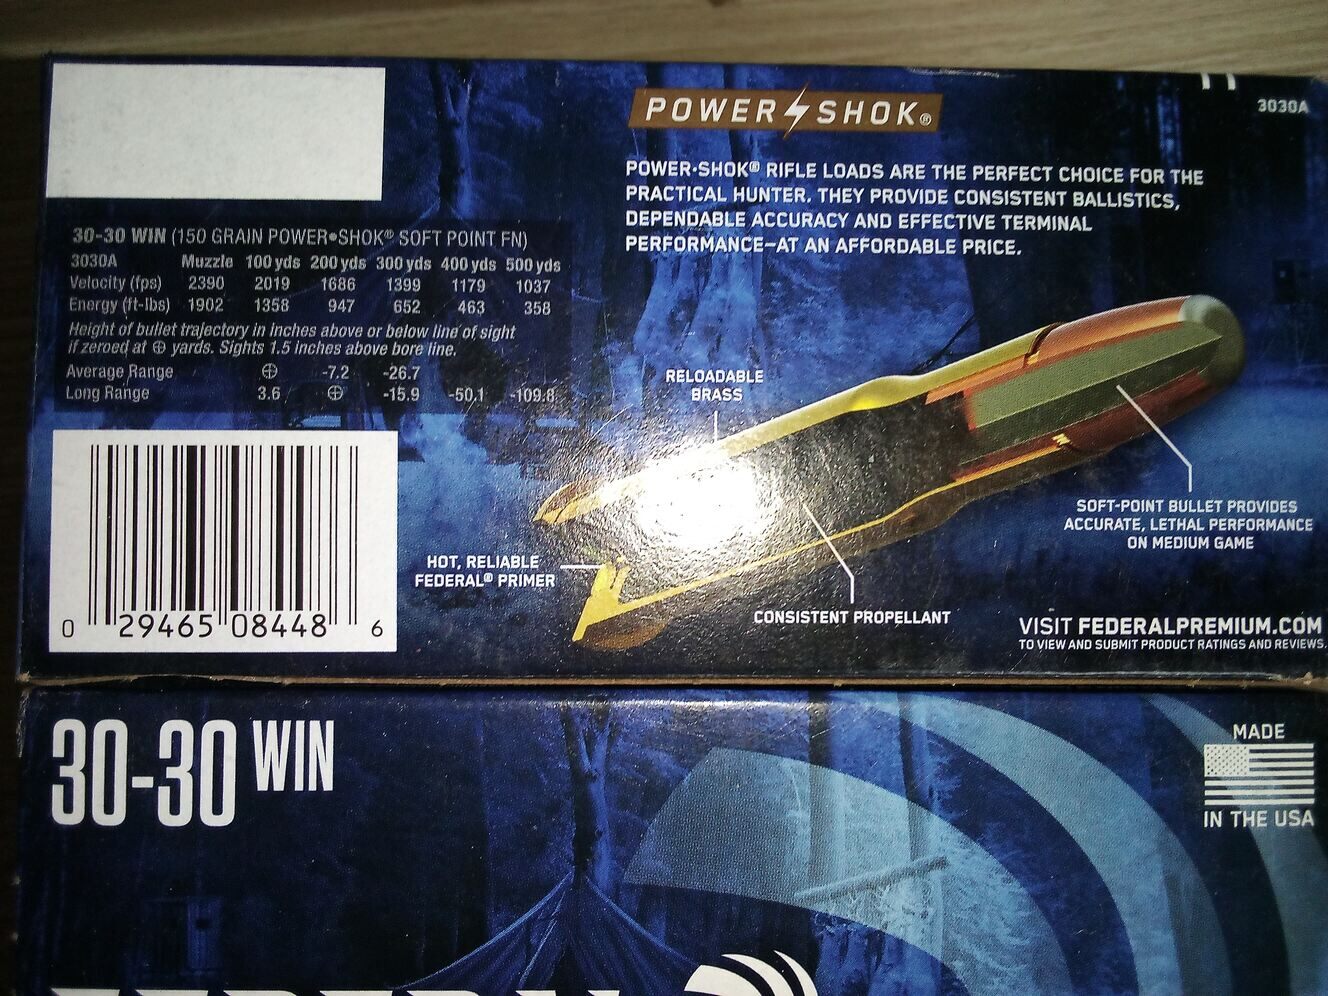 POWER SHOK®
3030A
POWER•SHOK® RIFLE LOADS ARE THE PERFECT CHOICE FOR THE
PRACTICAL HUNTER. THEY PROVIDE CONSISTENT BALLISTICS,
DEPENDABLE ACCURACY AND EFFECTIVE TERMINAL
PERFORMANCE–AT AN AFFORDABLE PRICE.
30-30 WIN (150 GRAIN POWER•SHOK® SOFT POINT FN)
3030A Muzzle 100 yds 200 yds 300 yds 400 yds 500 yds
Velocity (fps) 2390 2019 1686 1399 1179 1037
Energy (ft-lbs) 1902 1358 947 652 463 358
Height of bullet trajectory in inches above or below line of sight
if zeroed at ⊕ yards. Sights 1.5 inches above bore line.
Average Range ⊕ -7.2 -26.7
Long Range 3.6 ⊕ -15.9 -50.1 -109.8
RELOADABLE
BRASS
SOFT-POINT BULLET PROVIDES
ACCURATE, LETHAL PERFORMANCE
ON MEDIUM GAME
HOT, RELIABLE
FEDERAL® PRIMER
CONSISTENT PROPELLANT
0 29465 08448 6
VISIT FEDERALPREMIUM.COM
TO VIEW AND SUBMIT PRODUCT RATINGS AND REVIEWS.
30-30 WIN
MADE
IN THE USA